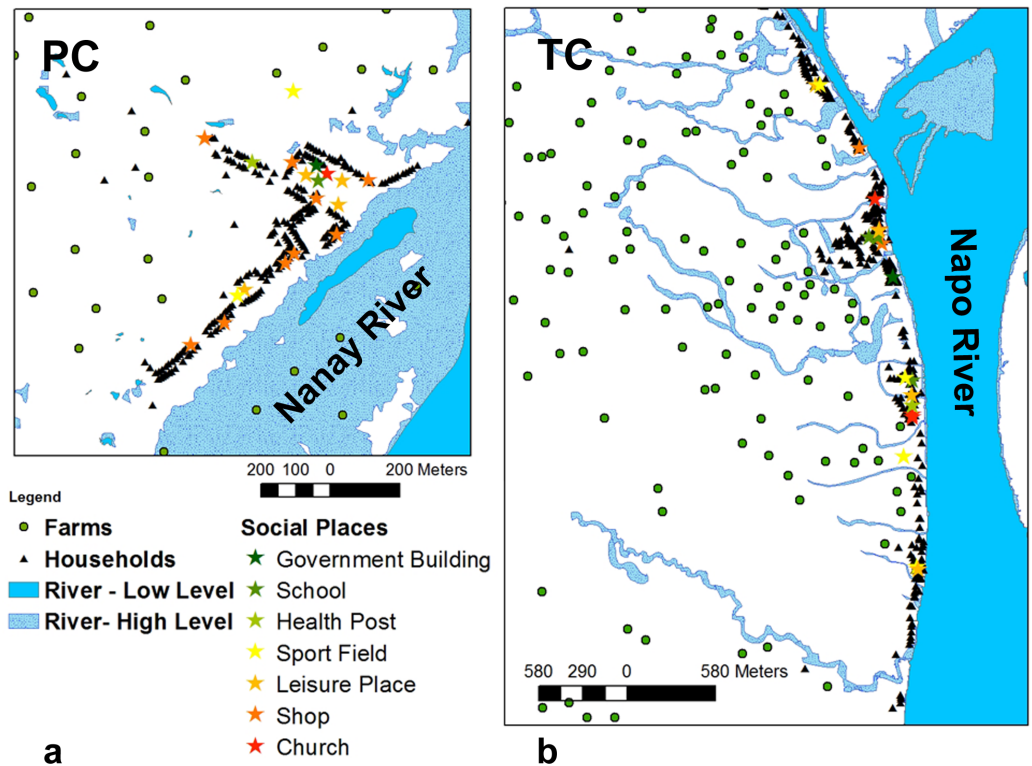 PC
Nanay River
200 100 0 200 Meters
Legend
Farms
Households
River - Low Level
River- High Level
Social Places
Government Building
School
Health Post
Sport Field
Leisure Place
Shop
Church
a
TC
Napo River
580 290 0 580 Meters
b